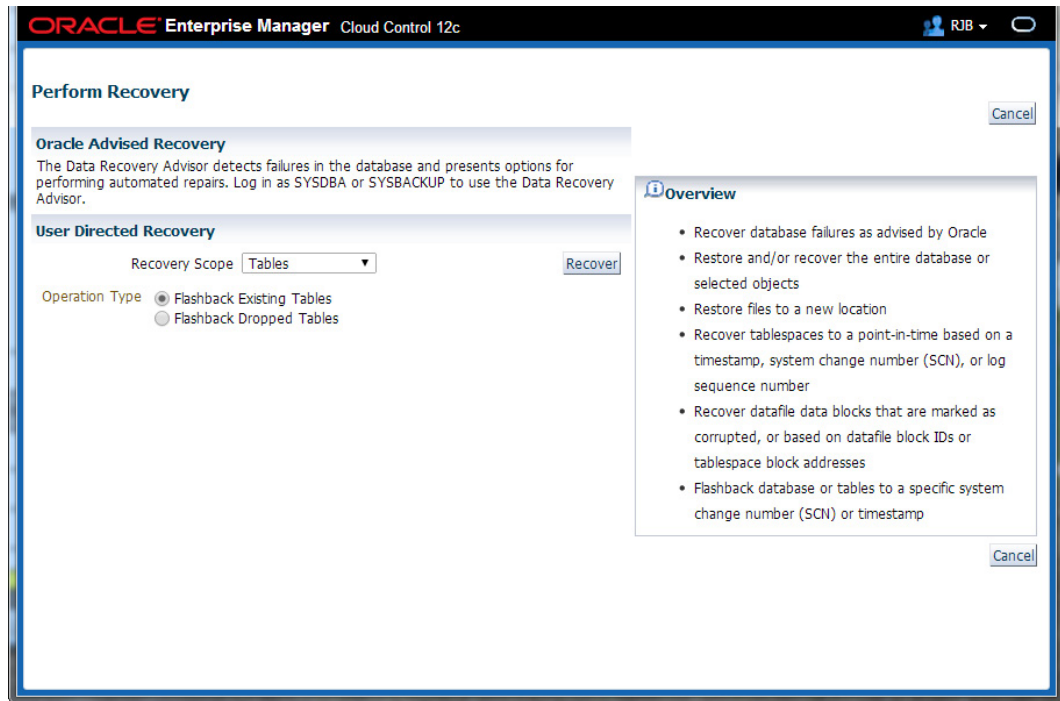 ORACLE Enterprise Manager Cloud Control 12c
RJB
Perform Recovery
Cancel
Oracle Advised Recovery
The Data Recovery Advisor detects failures in the database and presents options for
performing automated repairs. Log in as SYSDBA or SYSBACKUP to use the Data Recovery
Advisor.
User Directed Recovery
Recovery Scope Tables
Recover
Operation Type
Flashback Existing Tables
Flashback Dropped Tables
Overview
• Recover database failures as advised by Oracle
• Restore and/or recover the entire database or
selected objects
• Restore files to a new location
• Recover tablespaces to a point-in-time based on a
timestamp, system change number (SCN), or log
sequence number
• Recover datafile data blocks that are marked as
corrupted, or based on datafile block IDs or
tablespace block addresses
• Flashback database or tables to a specific system
change number (SCN) or timestamp
Cancel